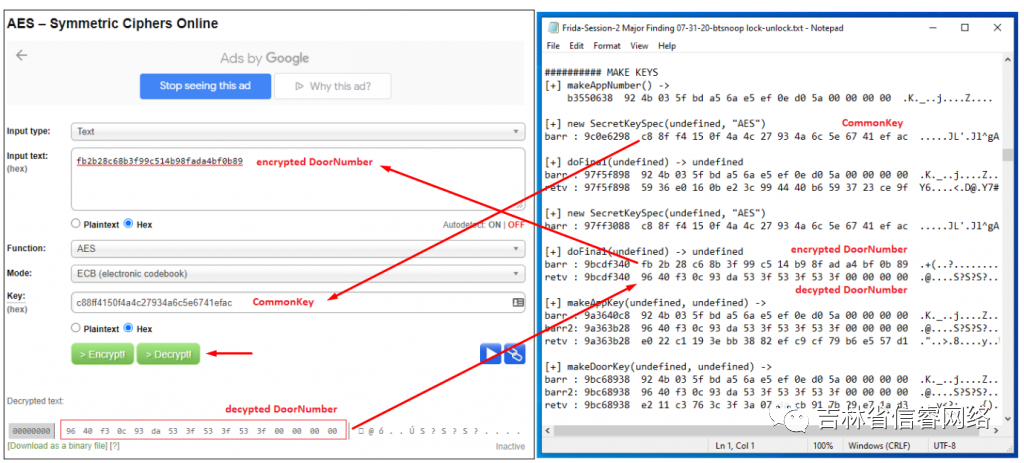 AES – Symmetric Ciphers Online
Ads by Google
Stop seeing this ad
Why this ad?
Input type:
Text
Input text:
(hex)
fb2b28c68b3f99c514b98fada4bf0b89
encrypted DoorNumber
Plaintext
Hex
Autodetect: ON | OFF
Function:
AES
Mode:
ECB (electronic codebook)
Key:
(hex)
c88ff4150f4a4c27934a6c5e6741efac
CommonKey
Plaintext
Hex
> Encrypt!
> Decrypt!
Decrypted text:
decypted DoorNumber
00000000
96 40 f3 0c 93 da 53 3f 53 3f 53 3f 00 00 00 00
[Download as a binary file] [?]
Inactive
Frida-Session-2 Major Finding 07-31-20-btsnoop lock-unlock.txt - Notepad
File Edit Format View Help
########## MAKE KEYS
[+] makeAppNumber() ->
b3550638 92 4b 03 5f bd a5 6a e5 ef 0e d0 5a 00 00 00 00 .K._..j....Z....
CommonKey
[+] new SecretKeySpec(undefined, "AES")
barr : 9c0e6298 c8 8f f4 15 0f 4a 4c 27 93 4a 6c 5e 67 41 ef ac .....JL'.Jl^gA
[+] doFinal(undefined) -> undefined
barr : 97f5f898 92 4b 03 5f bd a5 6a e5 ef 0e d0 5a 00 00 00 00 .K._..j....Z..
retv : 97f5f898 59 36 e0 16 0b e2 3c 99 44 40 b6 59 37 23 ce 9f Y6....<.D@.Y7#
[+] new SecretKeySpec(undefined, "AES")
barr : 97ff3088 c8 8f f4 15 0f 4a 4c 27 93 4a 6c 5e 67 41 ef ac .....JL'.Jl^gA
encrypted DoorNumber
[+] doFinal(undefined) -> undefined
barr : 9bcdf340 fb 2b 28 c6 8b 3f 99 c5 14 b9 8f ad a4 bf 0b 89 .+(..?........
retv : 9bcdf340 96 40 f3 0c 93 da 53 3f 53 3f 53 3f 00 00 00 00 .@....S?S?S?..
decypted DoorNumber
[+] makeAppKey(undefined, undefined) ->
barr : 9a3640c8 92 4b 03 5f bd a5 6a e5 ef 0e d0 5a 00 00 00 00 .K._..j....Z..
barr2: 9a363b28 96 40 f3 0c 93 da 53 3f 53 3f 53 3f 00 00 00 00 .@....S?S?S?..
retv : 9a363b28 e0 22 c1 19 3e bb 38 82 ef c9 cf 79 b6 e5 57 d1 ."..>.8....y..W
[+] makeDoorKey(undefined, undefined) ->
barr : 9bc68938 92 4b 03 5f bd a5 6a e5 ef 0e d0 5a 00 00 00 00 .K._..j....Z..
barr2: 9bc68938 96 40 f3 0c 93 da 53 3f 53 3f 53 3f 00 00 00 00 .@....S?S?S?..
retv : 9bc68938 e2 11 c3 76 3c 3f 3a 07
吉林省信睿网络
Ln 1, Col 1
100%
Windows (CRLF)
UTF-8